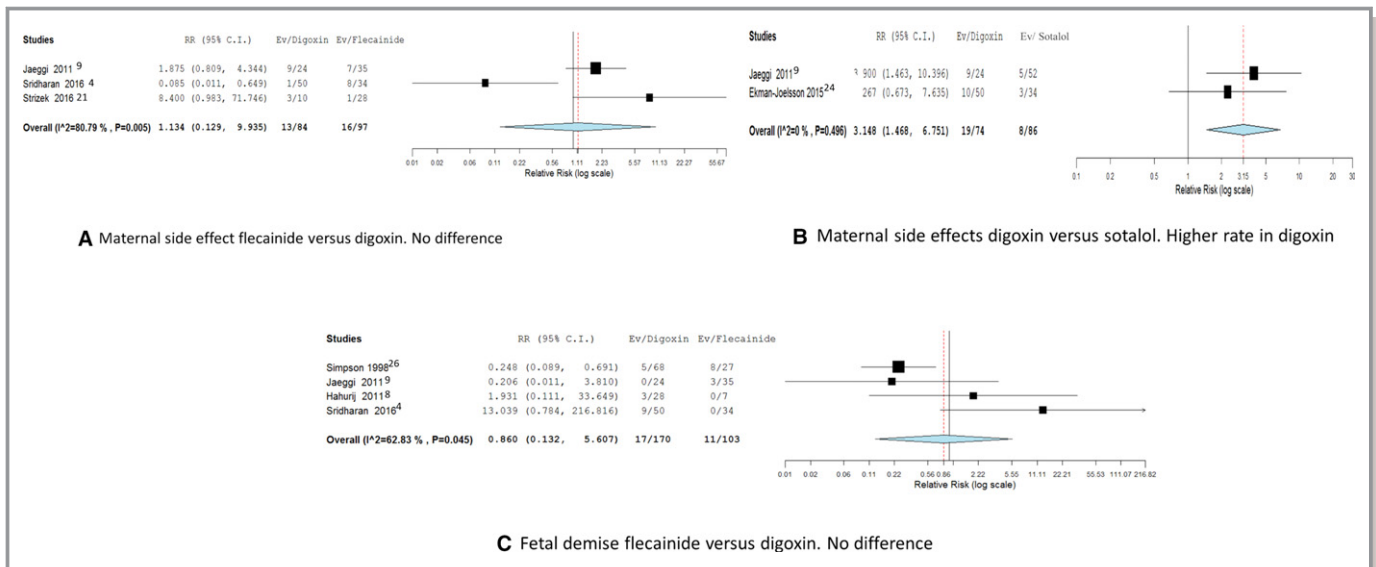 Studies RR (95% C.I.) Ev/Digoxin Ev/Flecainide
Jaeggi 2011 9 1.875 (0.809, 4.344) 9/24 7/35
Sridharan 2016 4 0.085 (0.011, 0.649) 1/50 8/34
Strizek 2016 21 8.400 (0.983, 71.746) 3/10 1/28
Overall (I^2=80.79 % , P=0.005) 1.134 (0.129, 9.935) 13/84 16/97
0.01 0.02 0.06 0.11 0.22 0.56 1.11 2.23 5.57 11.13 22.27 55.67
Relative Risk (log scale)
A Maternal side effect flecainide versus digoxin. No difference
Studies RR (95% C.I.) Ev/Digoxin Ev/ Sotalol
Jaeggi 2011 9 3 900 (1.463, 10.396) 9/24 5/52
Ekman-Joelsson 2015 24 267 (0.673, 7.635) 10/50 3/34
Overall (I^2=0 % , P=0.496) 3.148 (1.468, 6.751) 19/74 8/86
0.1 0.2 0.5 1 2 3.15 5 10 20 30
Relative Risk (log scale)
B Maternal side effects digoxin versus sotalol. Higher rate in digoxin
Studies RR (95% C.I.) Ev/Digoxin Ev/Flecainide
Simpson 1998 26 0.248 (0.089, 0.691) 5/68 8/27
Jaeggi 2011 9 0.206 (0.011, 3.810) 0/24 3/35
Hahurij 2011 8 1.931 (0.111, 33.649) 3/28 0/7
Sridharan 2016 4 13.039 (0.784, 216.816) 9/50 0/34
Overall (I^2=62.83 % , P=0.045) 0.860 (0.132, 5.607) 17/170 11/103
0.01 0.02 0.06 0.11 0.22 0.56 0.86 2.22 5.55 11.11 22.21 55.53 111.07 216.82
Relative Risk (log scale)
C Fetal demise flecainide versus digoxin. No difference